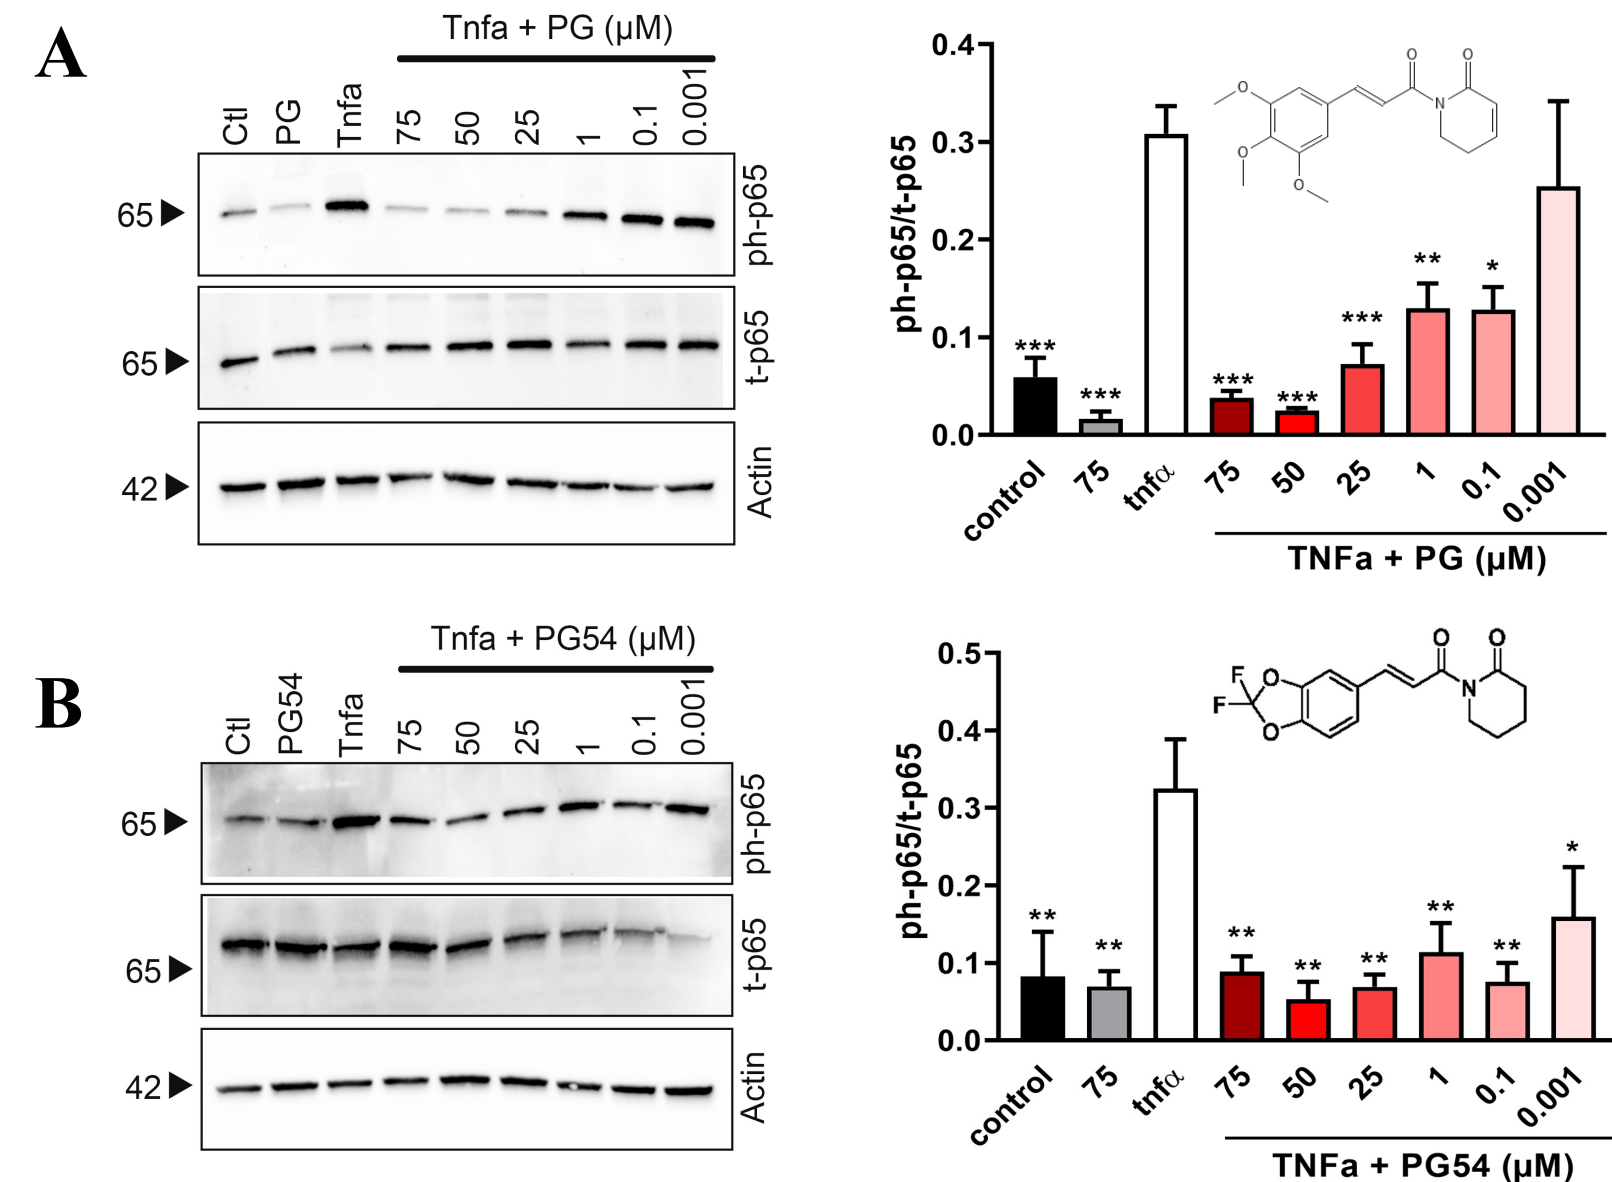 A
Tnfa + PG (µM)
Ctl
PG
Tnfa
75
50
25
1
0.1
0.001
65
ph-p65
65
t-p65
42
Actin
0.4
0.3
0.2
0.1
0.0
ph-p65/t-p65
O
O
O
O
O
N
***
***
***
***
***
**
*
control
75
tnfα
75
50
25
1
0.1
0.001
TNFa + PG (µM)
B
Tnfa + PG54 (µM)
Ctl
PG54
Tnfa
75
50
25
1
0.1
0.001
65
ph-p65
65
t-p65
42
Actin
0.5
0.4
0.3
0.2
0.1
0.0
ph-p65/t-p65
F
F
O
O
O
O
N
**
**
**
**
**
**
**
*
control
75
tnfα
75
50
25
1
0.1
0.001
TNFa + PG54 (µM)